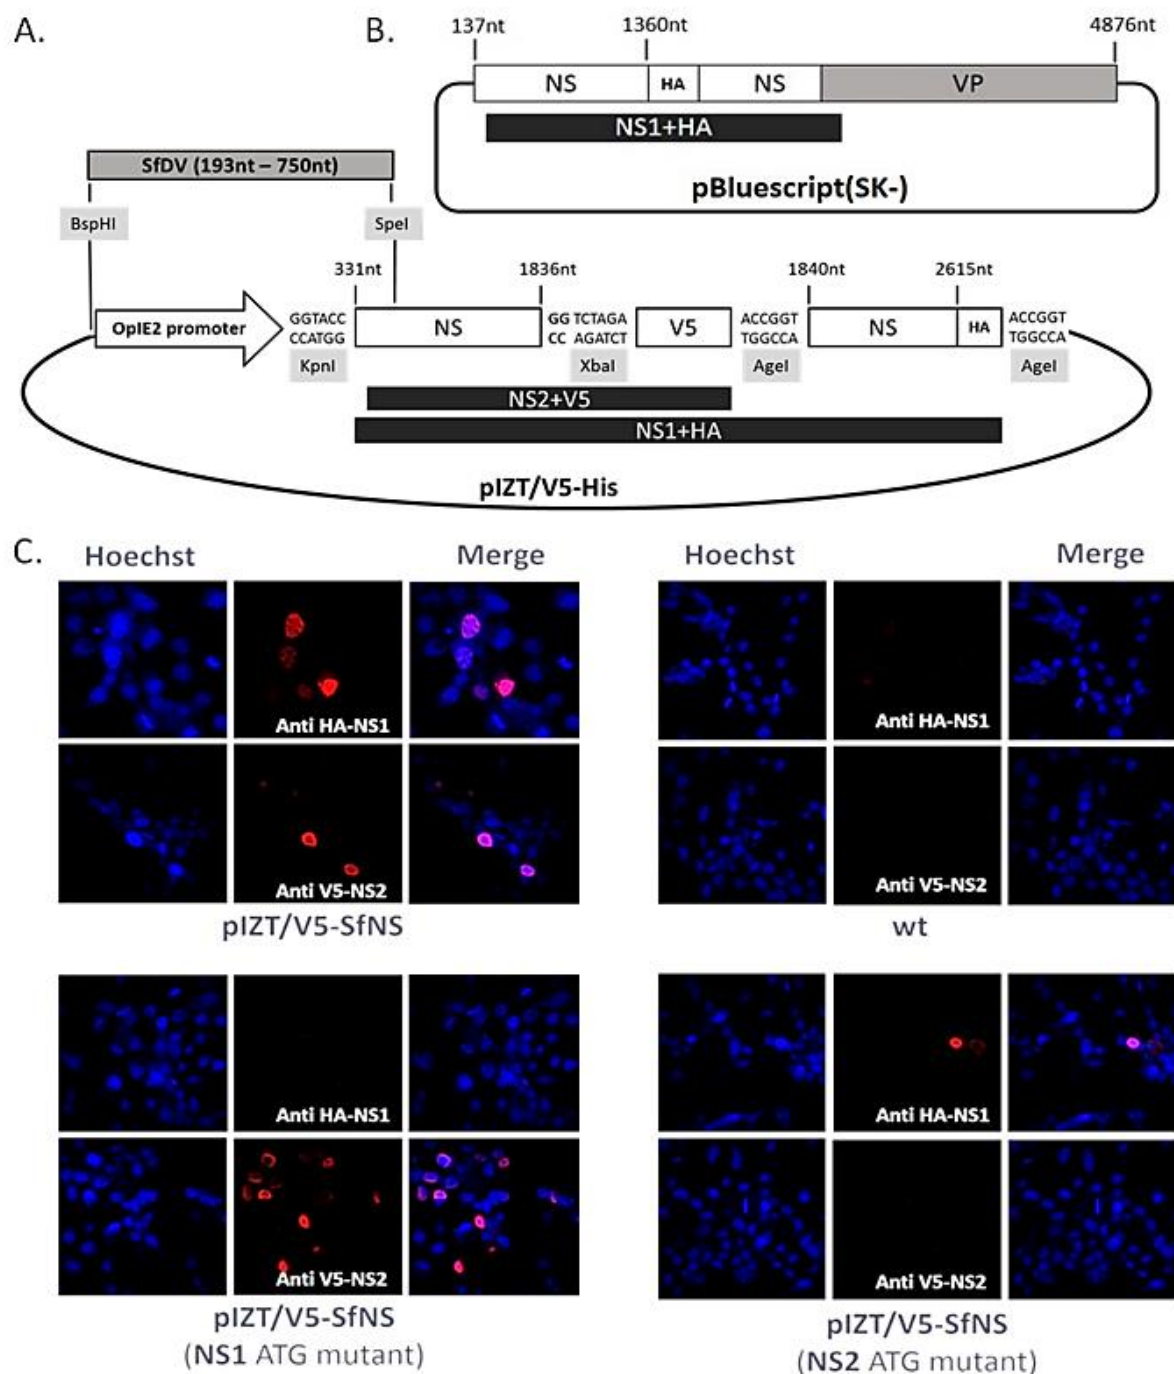 A.
B.
137nt 1360nt 4876nt
NS HA NS VP
NS1+HA
pBluescript(SK-)
SfDV (193nt – 750nt)
BspHI SpeI
331nt 1836nt 1840nt 2615nt
OpIE2 promoter
GGTACC NS GG TCTAGA V5 ACCGGT NS HA ACCGGT
CCATGG CC AGATCT TGGCCA TGGCCA
KpnI XbaI AgeI AgeI
NS2+V5
NS1+HA
pIZT/V5-His
C.
Hoechst Merge Hoechst Merge
Anti HA-NS1 Anti HA-NS1
Anti V5-NS2 Anti V5-NS2
pIZT/V5-SfNS wt
Anti HA-NS1 Anti HA-NS1
Anti V5-NS2 Anti V5-NS2
pIZT/V5-SfNS pIZT/V5-SfNS
(NS1 ATG mutant) (NS2 ATG mutant)